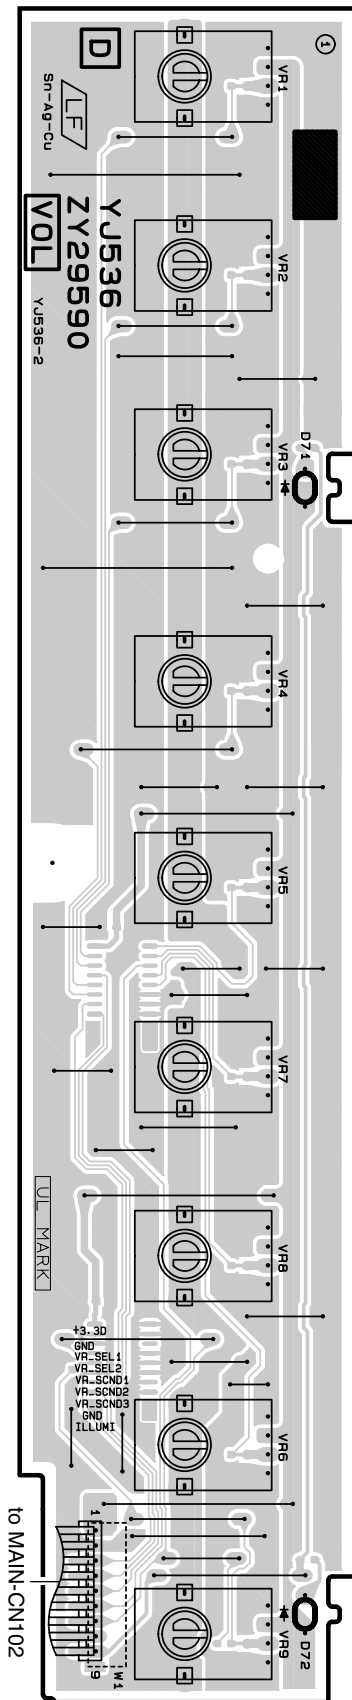 1
D
LF
Sn-Ag-Cu
VR1
YJ536
ZY29590
VOL
YJ536-2
VR2
D71
VR3
VR4
VR5
VR7
UL MARK
VR8
+3.3D
GND
VR_SEL1
VR_SEL2
VR_SCND1
VR_SCND2
VR_SCND3
GND
ILLUMI
VR6
1
9
W1
D72
VR9
to MAIN-CN102